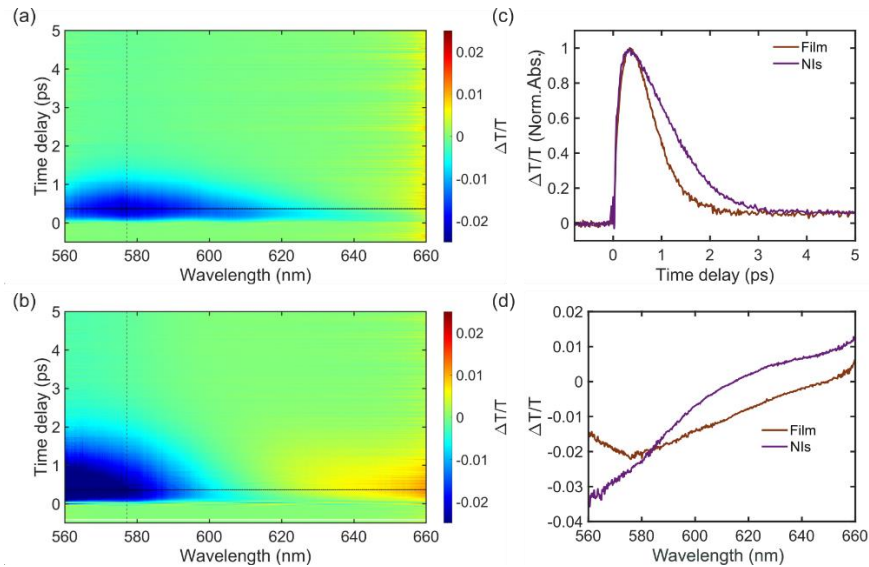 (a)
5
4
3
2
1
0
Time delay (ps)
560 580 600 620 640 660
Wavelength (nm)
0.02
0.01
0
-0.01
-0.02
ΔT/T
(b)
5
4
3
2
1
0
Time delay (ps)
560 580 600 620 640 660
Wavelength (nm)
0.02
0.01
0
-0.01
-0.02
ΔT/T
(c)
Film
NIs
1
0.8
0.6
0.4
0.2
0
ΔT/T (Norm.Abs.)
0 1 2 3 4 5
Time delay (ps)
(d)
0.02
0.01
0
-0.01
-0.02
-0.03
-0.04
ΔT/T
Film
NIs
560 580 600 620 640 660
Wavelength (nm)